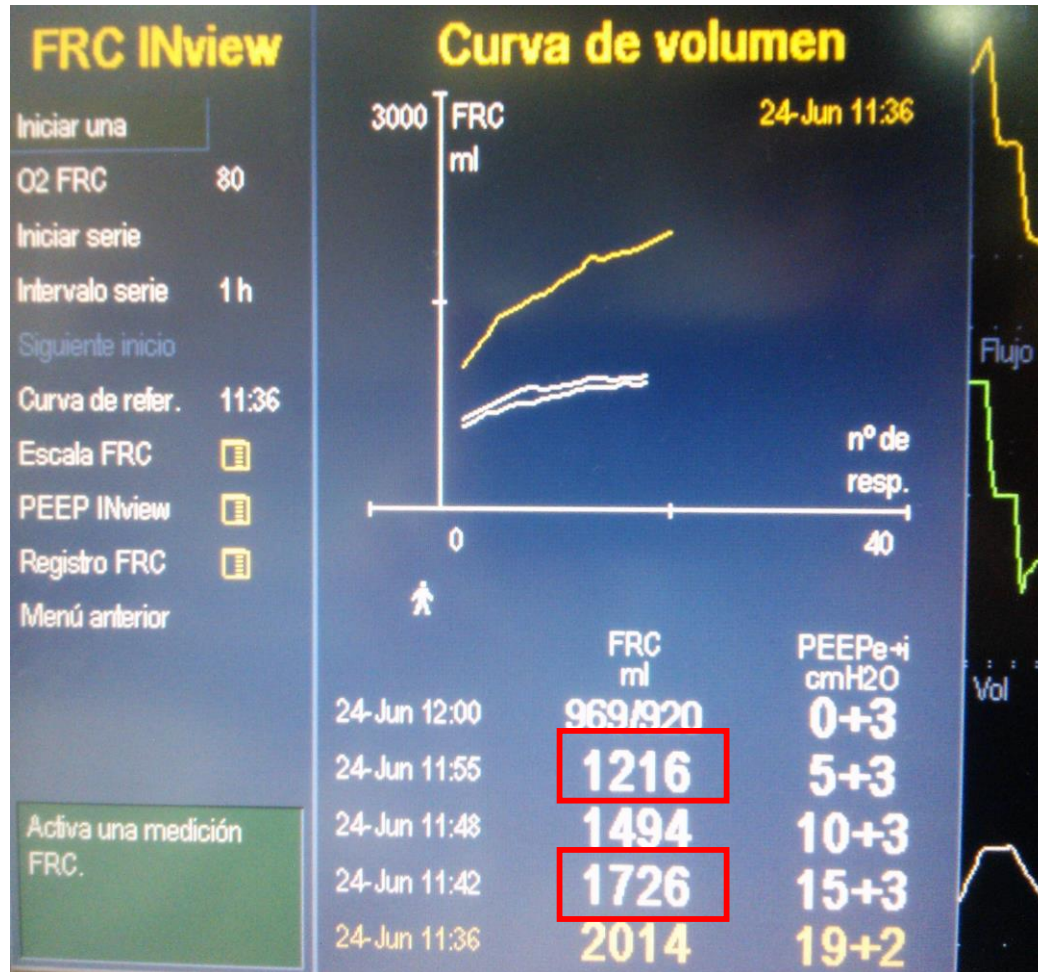 FRC INview
Iniciar una
O2 FRC 80
Iniciar serie
Intervalo serie 1 h
Siguiente inicio
Curva de refer. 11:36
Escala FRC
PEEP INview
Registro FRC
Menú anterior
Activa una medición
FRC.
Curva de volumen
24-Jun 11:36
3000 FRC
ml
nº de
resp.
0 40
FRC PEEPe+i
ml cmH2O
24-Jun 12:00 969/920 0+3
24-Jun 11:55 1216 5+3
24-Jun 11:48 1494 10+3
24-Jun 11:42 1726 15+3
24-Jun 11:36 2014 19+2
Flujo
Vol